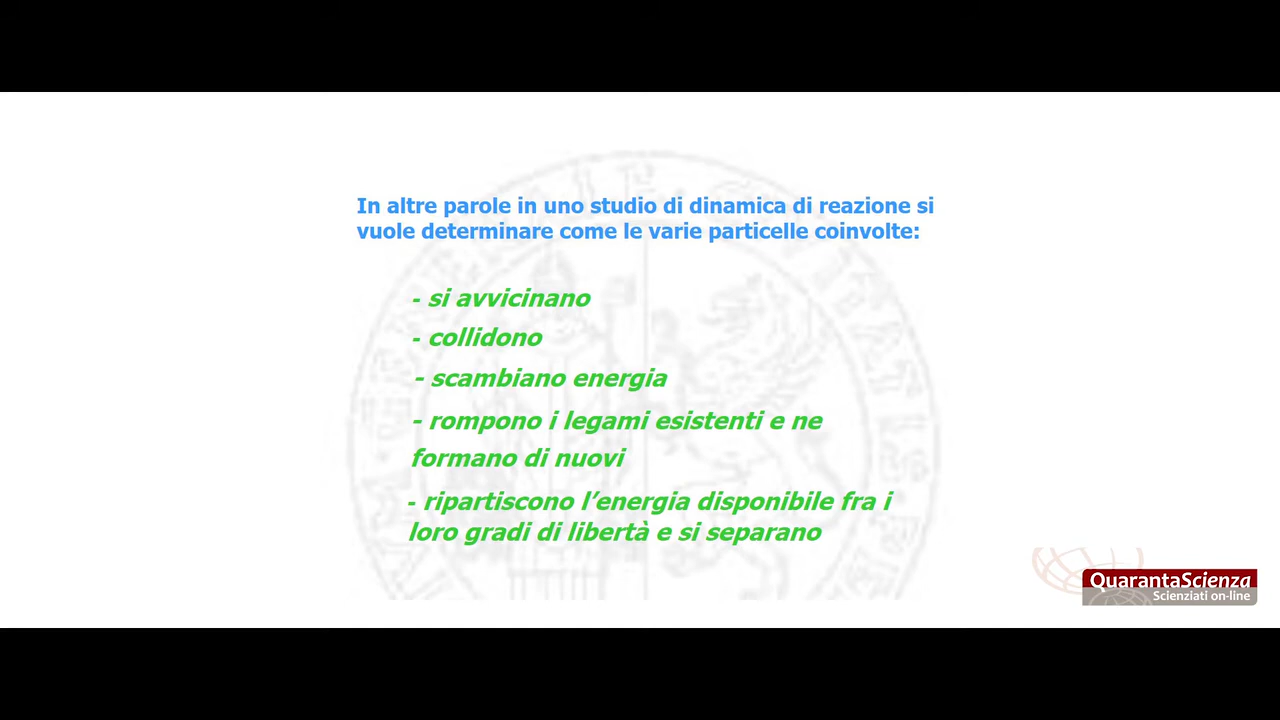 In altre parole in uno studio di dinamica di reazione si
vuole determinare come le varie particelle coinvolte:
- si avvicinano
- collidono
- scambiano energia
- rompono i legami esistenti e ne
formano di nuovi
- ripartiscono l’energia disponibile fra i
loro gradi di libertà e si separano
QuarantaScienza
Scienziati on-line